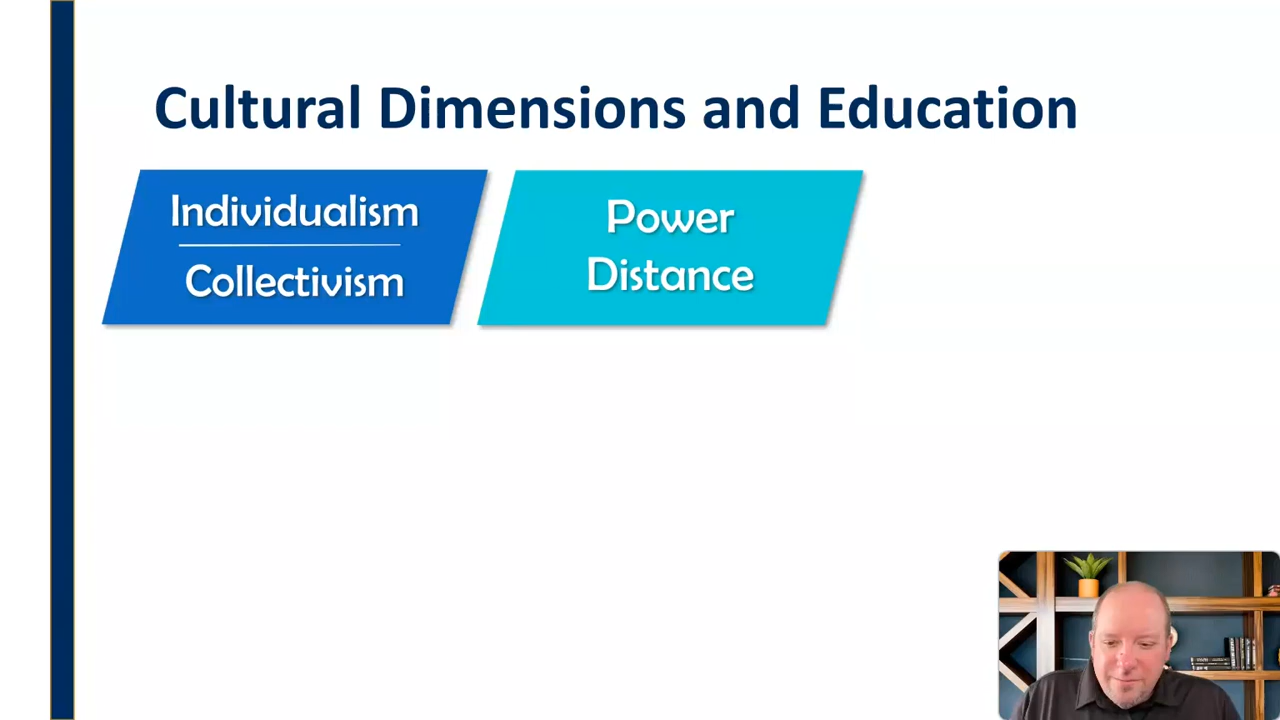 Cultural Dimensions and Education
Individualism
Collectivism
Power
Distance